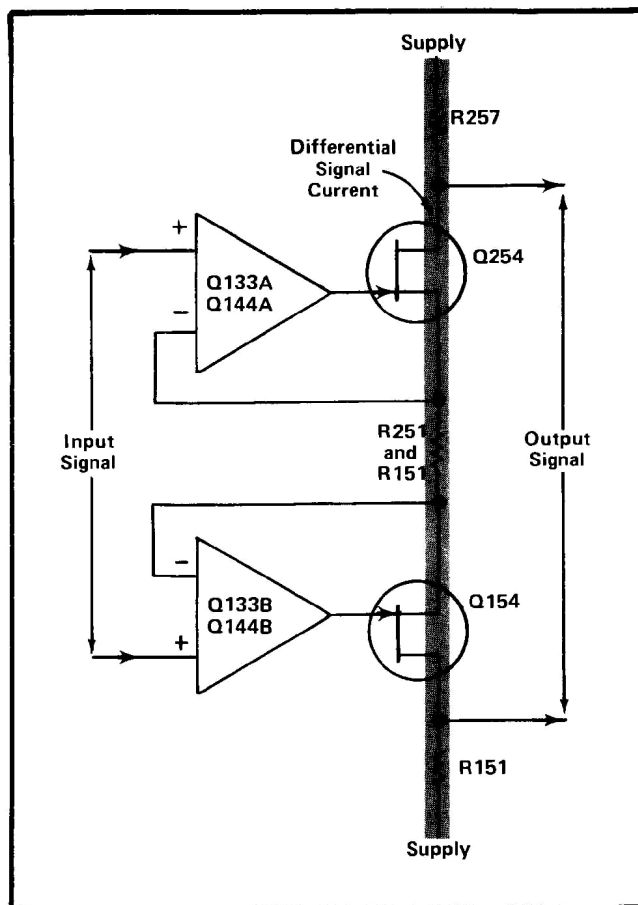 Supply
R257
Differential
Signal
Current
+
Q254
Q133A
Q144A
−
Input
Signal
R251
and
R151
Output
Signal
−
Q154
Q133B
Q144B
+
R151
Supply